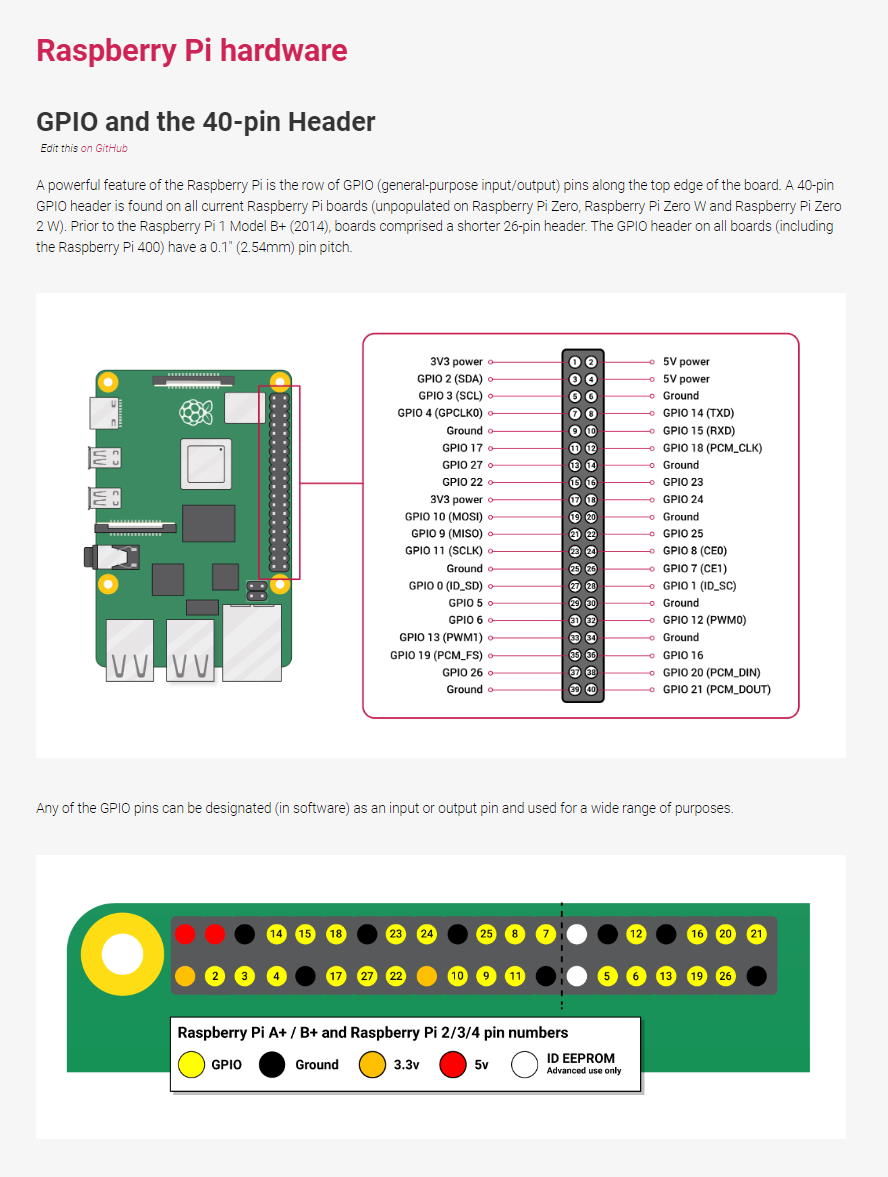 Raspberry Pi hardware
GPIO and the 40-pin Header
Edit this on GitHub
A powerful feature of the Raspberry Pi is the row of GPIO (general-purpose input/output) pins along the top edge of the board. A 40-pin
GPIO header is found on all current Raspberry Pi boards (unpopulated on Raspberry Pi Zero, Raspberry Pi Zero W and Raspberry Pi Zero
2 W). Prior to the Raspberry Pi 1 Model B+ (2014), boards comprised a shorter 26-pin header. The GPIO header on all boards (including
the Raspberry Pi 400) have a 0.1" (2.54mm) pin pitch.
3V3 power 1 2 5V power
GPIO 2 (SDA) 3 4 5V power
GPIO 3 (SCL) 5 6 Ground
GPIO 4 (GPCLK0) 7 8 GPIO 14 (TXD)
Ground 9 10 GPIO 15 (RXD)
GPIO 17 11 12 GPIO 18 (PCM_CLK)
GPIO 27 13 14 Ground
GPIO 22 15 16 GPIO 23
3V3 power 17 18 GPIO 24
GPIO 10 (MOSI) 19 20 Ground
GPIO 9 (MISO) 21 22 GPIO 25
GPIO 11 (SCLK) 23 24 GPIO 8 (CE0)
Ground 25 26 GPIO 7 (CE1)
GPIO 0 (ID_SD) 27 28 GPIO 1 (ID_SC)
GPIO 5 29 30 Ground
GPIO 6 31 32 GPIO 12 (PWM0)
GPIO 13 (PWM1) 33 34 Ground
GPIO 19 (PCM_FS) 35 36 GPIO 16
GPIO 26 37 38 GPIO 20 (PCM_DIN)
Ground 39 40 GPIO 21 (PCM_DOUT)
Any of the GPIO pins can be designated (in software) as an input or output pin and used for a wide range of purposes.
14 15 18 23 24 25 8 7 12 16 20 21
2 3 4 17 27 22 10 9 11 5 6 13 19 26
Raspberry Pi A+ / B+ and Raspberry Pi 2/3/4 pin numbers
GPIO Ground 3.3v 5v ID EEPROM
Advanced use only